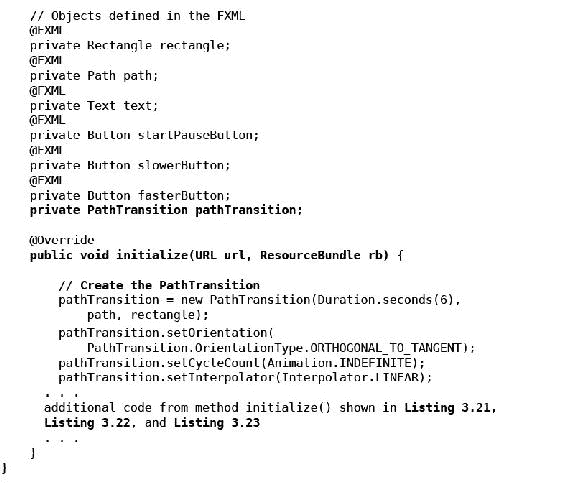 // Objects defined in the FXML
@FXML
private Rectangle rectangle;
@FXML
private Path path;
@FXML
private Text text;
@FXML
private Button startPauseButton;
@FXML
private Button slowerButton;
@FXML
private Button fasterButton;
private PathTransition pathTransition;
@Override
public void initialize(URL url, ResourceBundle rb) {
// Create the PathTransition
pathTransition = new PathTransition(Duration.seconds(6),
path, rectangle);
pathTransition.setOrientation(
PathTransition.OrientationType.ORTHOGONAL_TO_TANGENT);
pathTransition.setCycleCount(Animation.INDEFINITE);
pathTransition.setInterpolator(Interpolator.LINEAR);
. . .
additional code from method initialize() shown in Listing 3.21,
Listing 3.22, and Listing 3.23
. . .
}
}